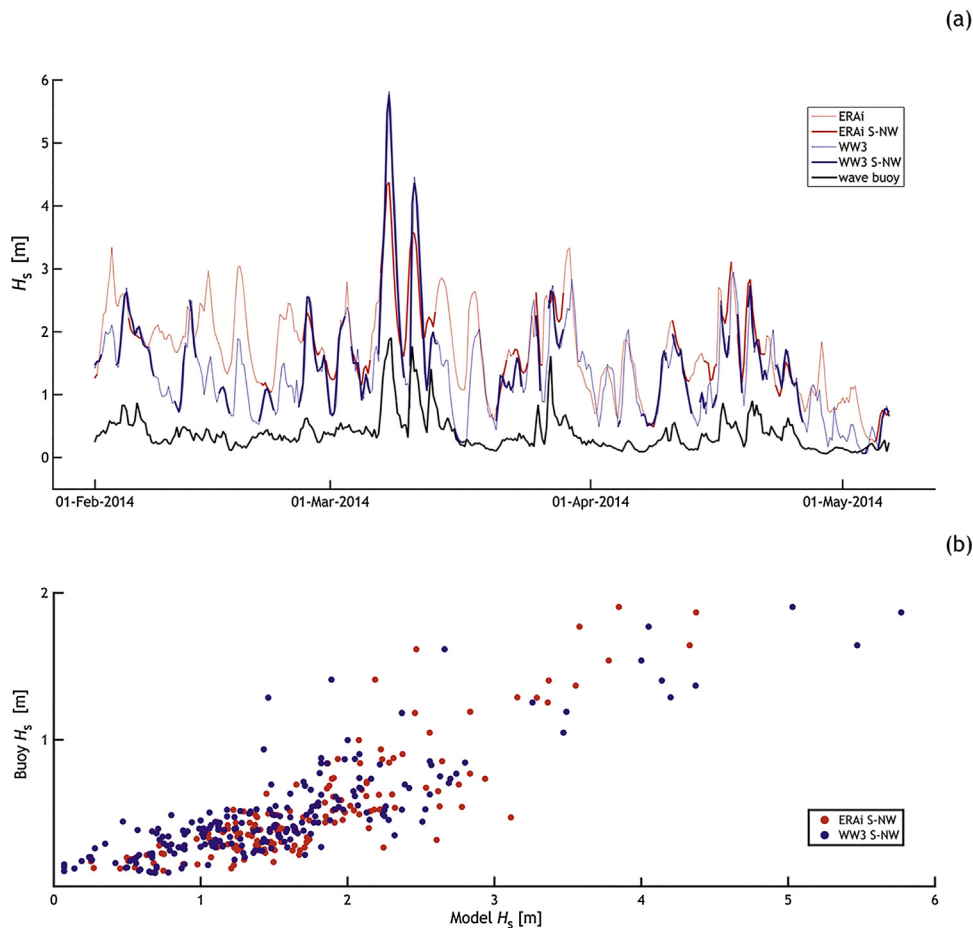 (a)
6
5
4
3
2
1
0
Hs [m]
ERAi
ERAi S-NW
WW3
WW3 S-NW
wave buoy
01-Feb-2014 01-Mar-2014 01-Apr-2014 01-May-2014
(b)
2
1
Buoy Hs [m]
ERAi S-NW
WW3 S-NW
0 1 2 3 4 5 6
Model Hs [m]